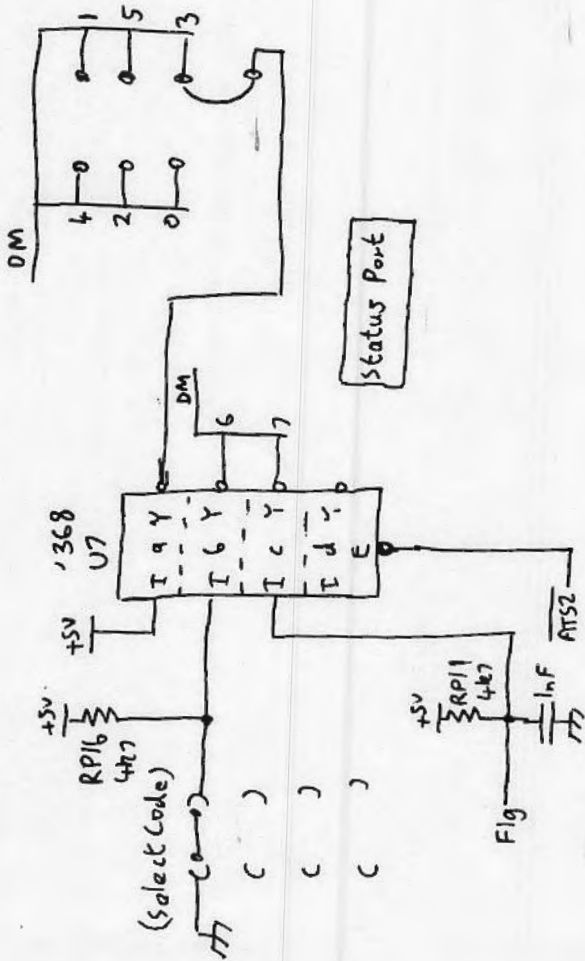 DM
4
2
0
1
5
3
Status Port
DM
6
7
'368
U7
I a Y
I b Y
I c Y
I d Y
E
+5v
+5v
RP16
4k7
(Select Code)
( )
( )
( )
+5v
RP11
4k7
1nF
Flg
ATS2